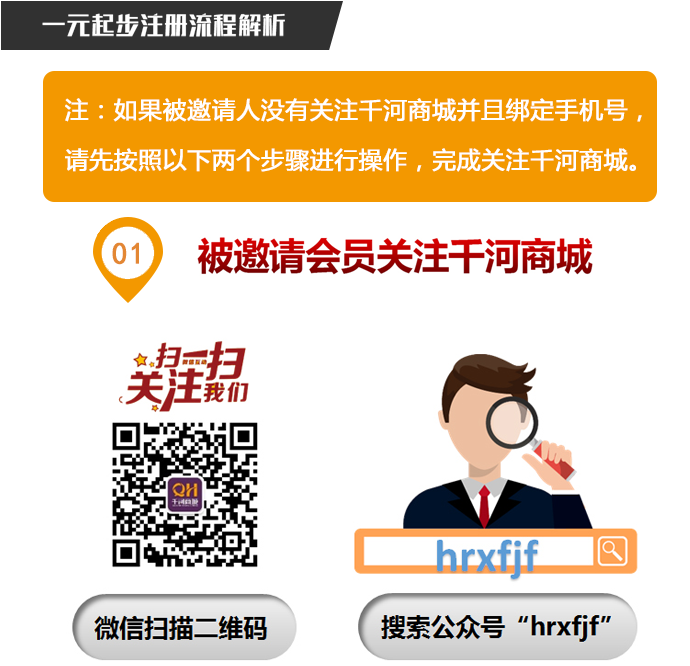 一元起步注册流程解析
注：如果被邀请人没有关注千河商城并且绑定手机号，
请先按照以下两个步骤进行操作，完成关注千河商城。
01
被邀请会员关注千河商城
扫一扫
微信互动
关注我们
QH
千河商城
hrxfjf
微信扫描二维码
搜索公众号“hrxfjf”